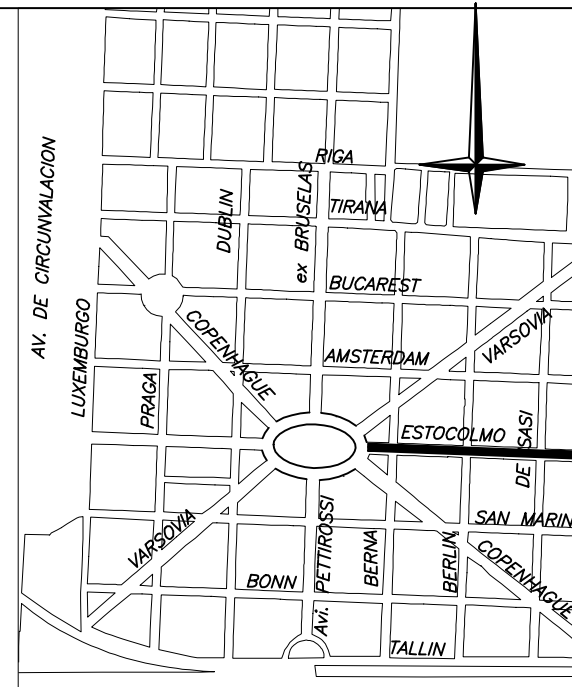 RIGA
AV. DE CIRCUNVALACION
DUBLIN
ex BRUSELAS
TIRANA
BUCAREST
LUXEMBURGO
COPENHAGUE
VARSOVIA
AMSTERDAM
PRAGA
ESTOCOLMO
DE
SAN MARIN
VARSOVIA
Avi. PETTIROSSI
BERNA
BERLIN
COPENHAGUE
BONN
TALLIN